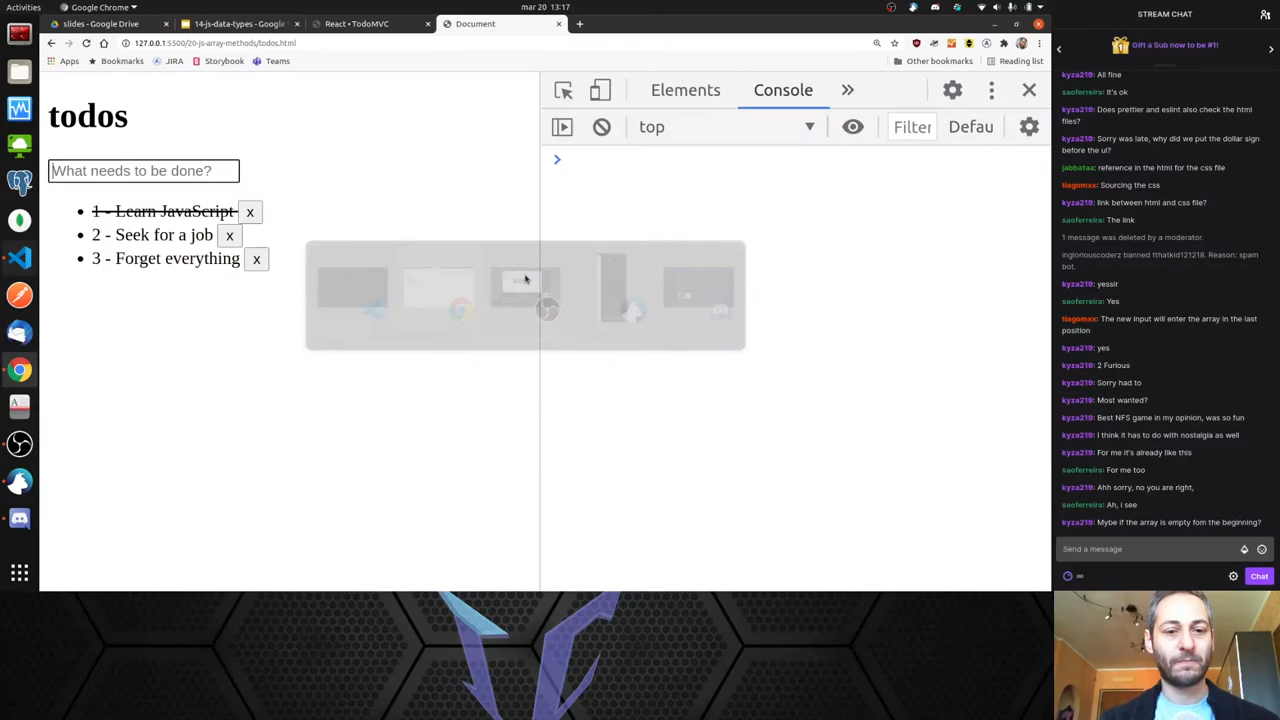 Activities
Google Chrome
mar 20 13:17
slides - Google Drive
14-js-data-types - Google S
React • TodoMVC
Document
127.0.0.1:5500/20-js-array-methods/todos.html
Apps
Bookmarks
JIRA
Storybook
Teams
Other bookmarks
Reading list
todos
What needs to be done?
1 - Learn JavaScript x
2 - Seek for a job x
3 - Forget everything x
Elements
Console
top
Filter
Defau
STREAM CHAT
Gift a Sub now to be #1!
kyza219: All fine
saoferreira: It's ok
kyza219: Does prettier and eslint also check the html
files?
kyza219: Sorry was late, why did we put the dollar sign
before the ul?
jabbataa: reference in the html for the css file
tiagomxx: Sourcing the css
kyza219: link between html and css file?
saoferreira: The link
1 message was deleted by a moderator.
ingloriouscoderz banned tthatkid121218. Reason: spam
bot.
kyza219: yessir
saoferreira: Yes
tiagomxx: The new input will enter the array in the last
position
kyza219: yes
kyza219: 2 Furious
kyza219: Sorry had to
kyza219: Most wanted?
kyza219: Best NFS game in my opinion, was so fun
kyza219: I think it has to do with nostalgia as well
kyza219: For me it's already like this
saoferreira: For me too
kyza219: Ahh sorry, no you are right,
saoferreira: Ah, i see
kyza219: Mybe if the array is empty fom the beginning?
Send a message
∞
Chat